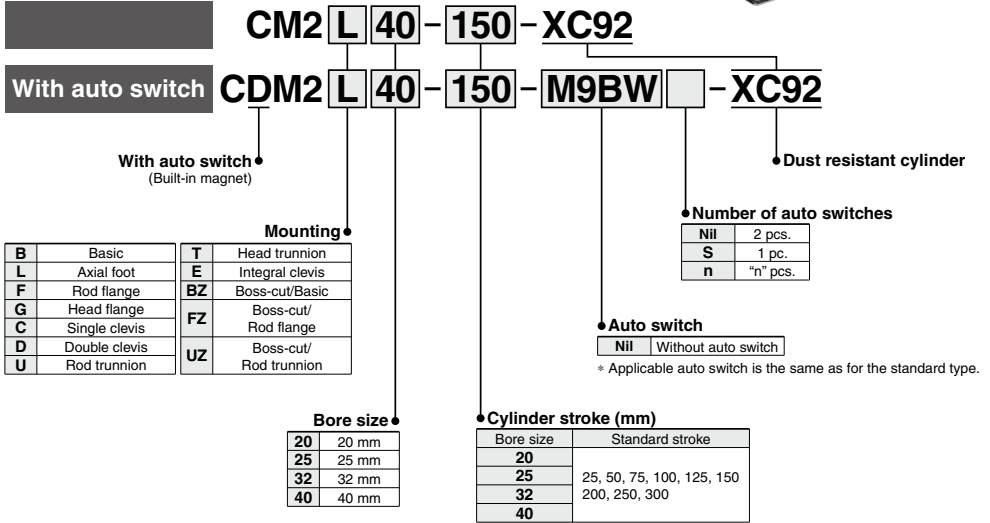 CM2 L 40 - 150 - XC92
With auto switch CDM2 L 40 - 150 - M9BW - XC92
With auto switch
(Built-in magnet)
Dust resistant cylinder
Number of auto switches
Nil 2 pcs.
S 1 pc.
n “n” pcs.
Mounting
B Basic
L Axial foot
F Rod flange
G Head flange
C Single clevis
D Double clevis
U Rod trunnion
T Head trunnion
E Integral clevis
BZ Boss-cut/Basic
FZ Boss-cut/
Rod flange
UZ Boss-cut/
Rod trunnion
Auto switch
Nil Without auto switch
∗ Applicable auto switch is the same as for the standard type.
Bore size
20 20 mm
25 25 mm
32 32 mm
40 40 mm
Cylinder stroke (mm)
Bore size Standard stroke
20
25
32
40
25, 50, 75, 100, 125, 150
200, 250, 300